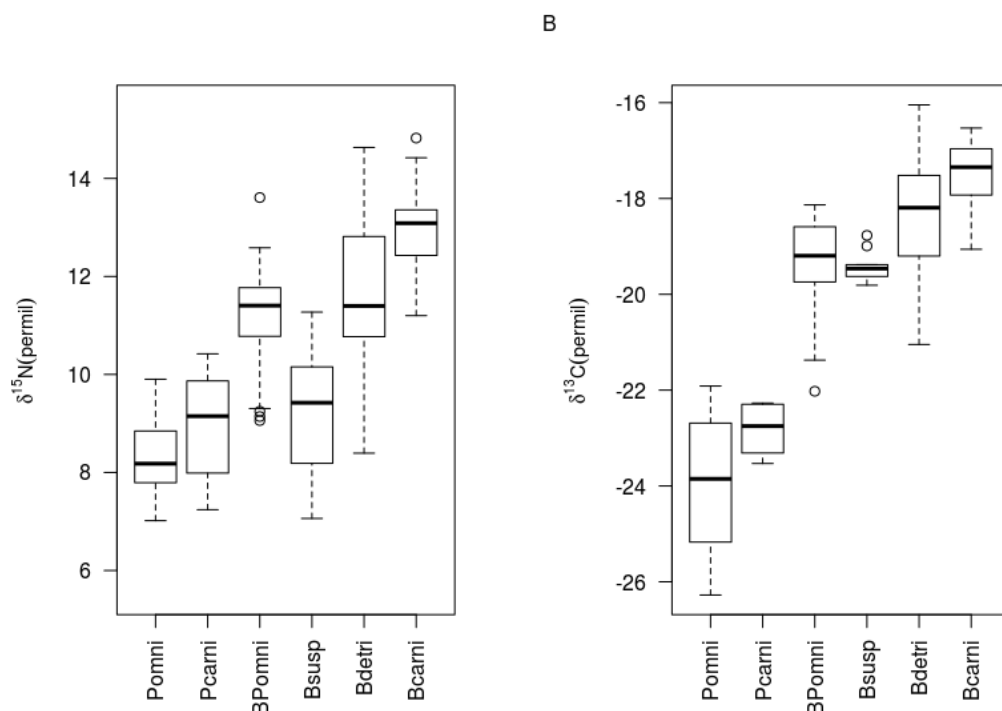 B
δ15N(permil)
14
12
10
8
6
Pomni
Pcarni
BPomni
Bsusp
Bdetri
Bcarni
δ13C(permil)
-16
-18
-20
-22
-24
-26
Pomni
Pcarni
BPomni
Bsusp
Bdetri
Bcarni